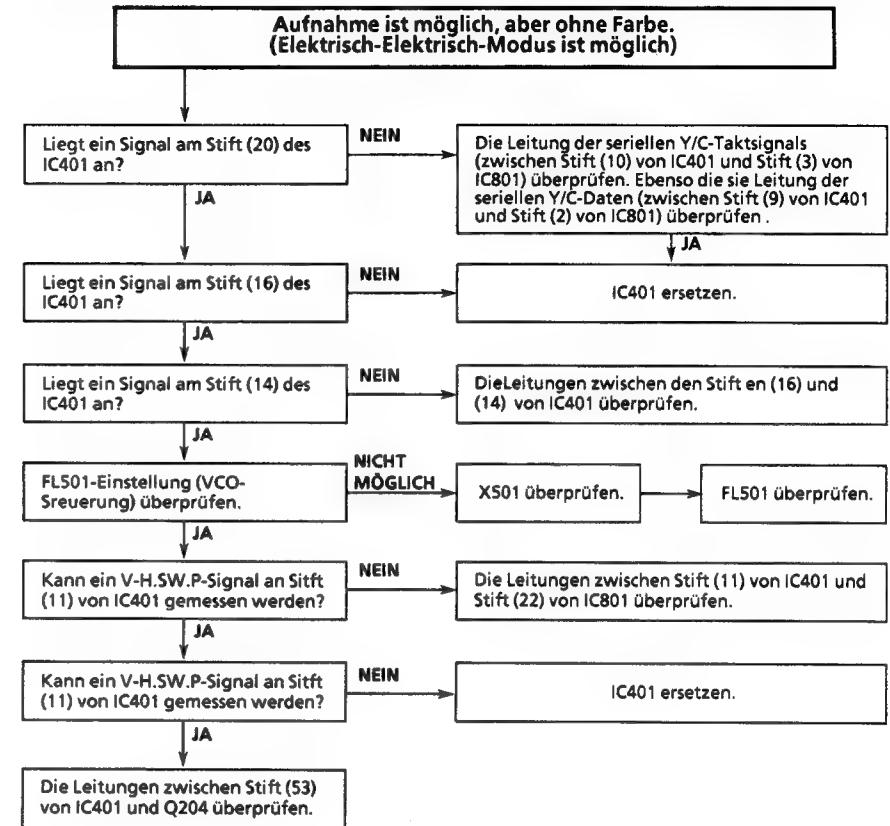 Aufnahme ist möglich, aber ohne Farbe.
(Elektrisch-Elektrisch-Modus ist möglich)
Liegt ein Signal am Stift (20) des
IC401 an?
NEIN
Die Leitung der seriellen Y/C-Taktsignals
(zwischen Stift (10) von IC401 und Stift (3) von
IC801) überprüfen. Ebenso die sie Leitung der
seriellen Y/C-Daten (zwischen Stift (9) von IC401
und Stift (2) von IC801) überprüfen .
JA
JA
Liegt ein Signal am Stift (16) des
IC401 an?
NEIN
IC401 ersetzen.
JA
Liegt ein Signal am Stift (14) des
IC401 an?
NEIN
DieLeitungen zwischen den Stift en (16) und
(14) von IC401 überprüfen.
JA
FL501-Einstellung (VCO-
Sreuerung) überprüfen.
NICHT
MÖGLICH
X501 überprüfen.
FL501 überprüfen.
JA
Kann ein V-H.SW.P-Signal an Sitft
(11) von IC401 gemessen werden?
NEIN
Die Leitungen zwischen Stift (11) von IC401 und
Stift (22) von IC801 überprüfen.
JA
Kann ein V-H.SW.P-Signal an Sitft
(11) von IC401 gemessen werden?
NEIN
IC401 ersetzen.
JA
Die Leitungen zwischen Stift (53)
von IC401 und Q204 überprüfen.